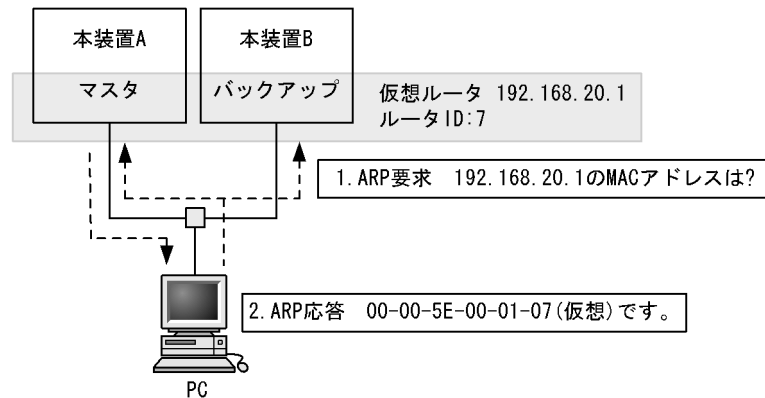 本装置A
本装置B
マスタ
バックアップ
仮想ルータ 192.168.20.1
ルータID:7
1.ARP要求 192.168.20.1のMACアドレスは?
2.ARP応答 00-00-5E-00-01-07(仮想)です。
PC